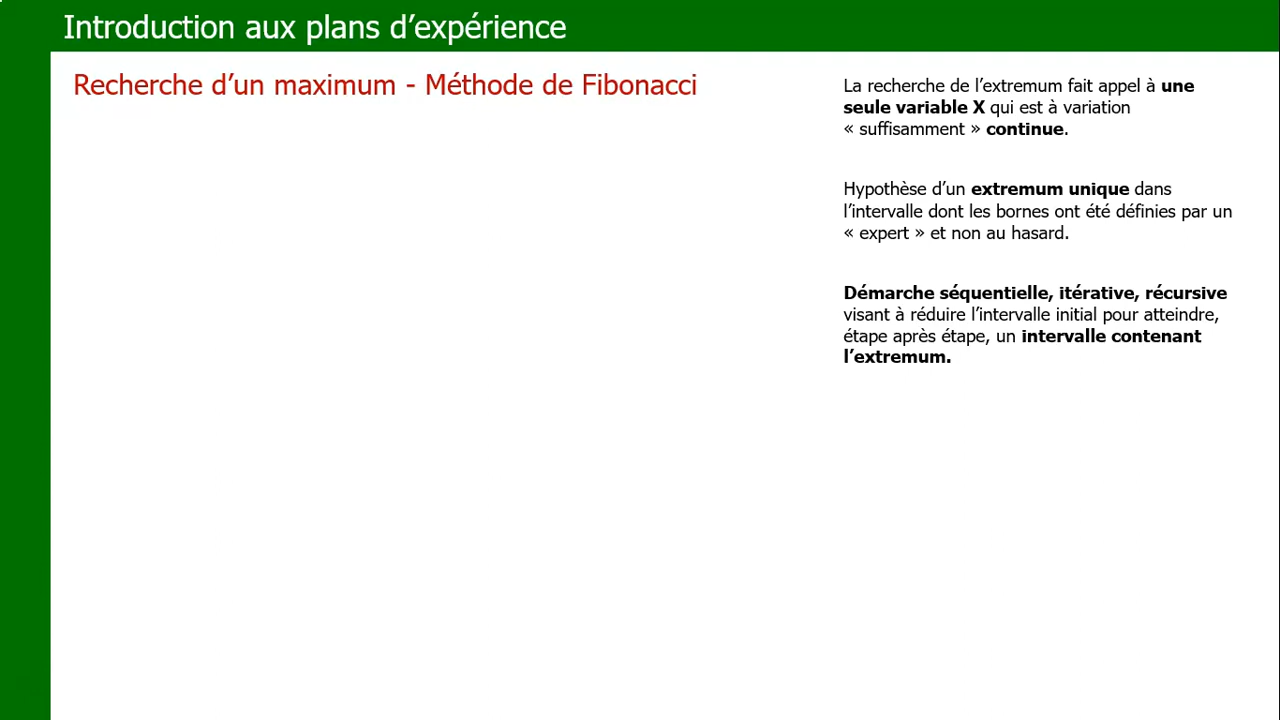 Introduction aux plans d’expérience
Recherche d’un maximum - Méthode de Fibonacci
La recherche de l’extremum fait appel à une
seule variable X qui est à variation
« suffisamment » continue.
Hypothèse d’un extremum unique dans
l’intervalle dont les bornes ont été définies par un
« expert » et non au hasard.
Démarche séquentielle, itérative, récursive
visant à réduire l’intervalle initial pour atteindre,
étape après étape, un intervalle contenant
l’extremum.